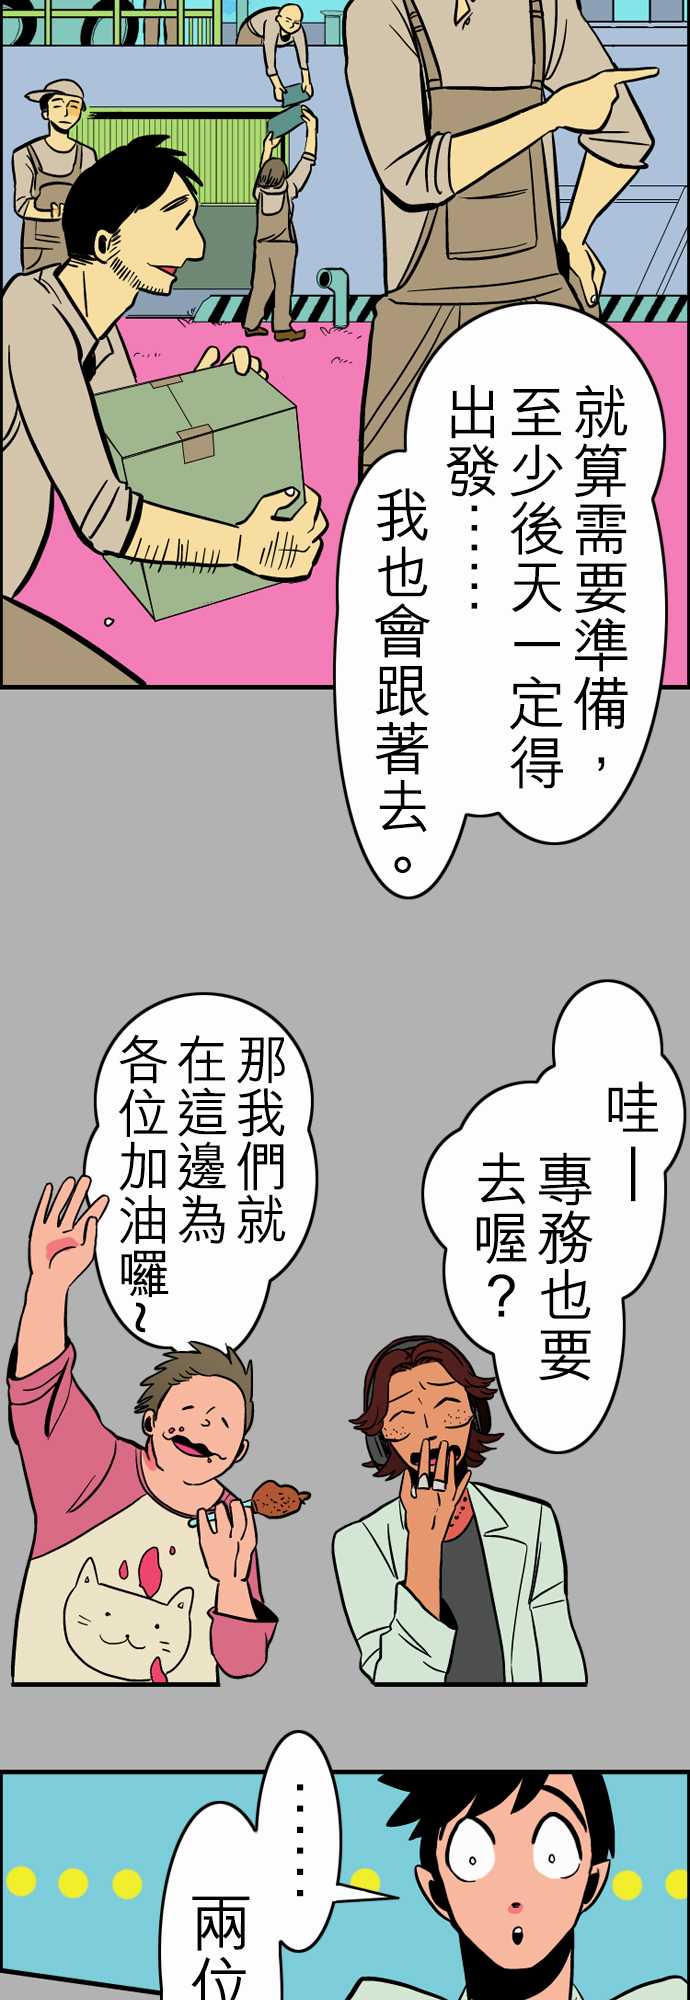 就算需要準備，
至少後天一定得
出發……
我也會跟著去。
哇—
專務也要
去喔？
那我們就
在這邊為
各位加油囉~
……
兩位